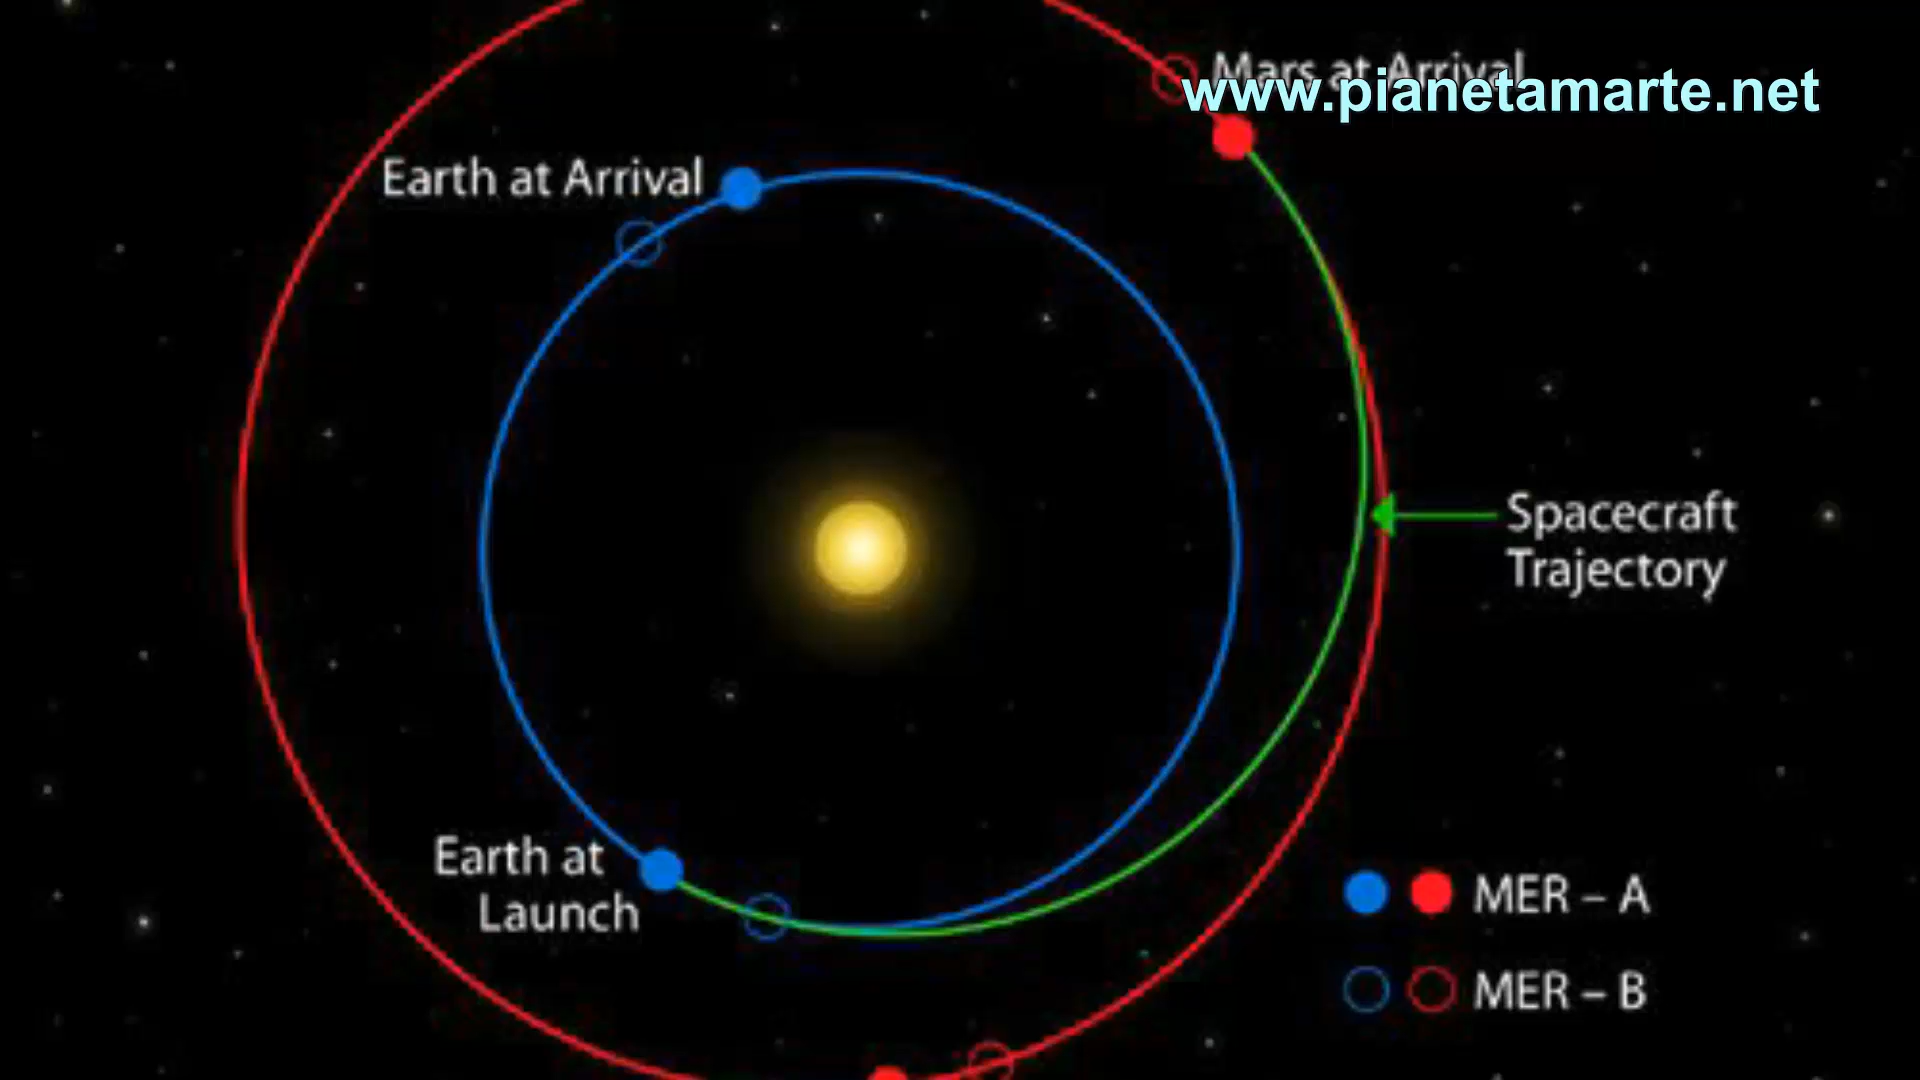 Mars at Arrival
www.pianetamarte.net
Earth at Arrival
Spacecraft
Trajectory
Earth at
Launch
MER – A
MER – B